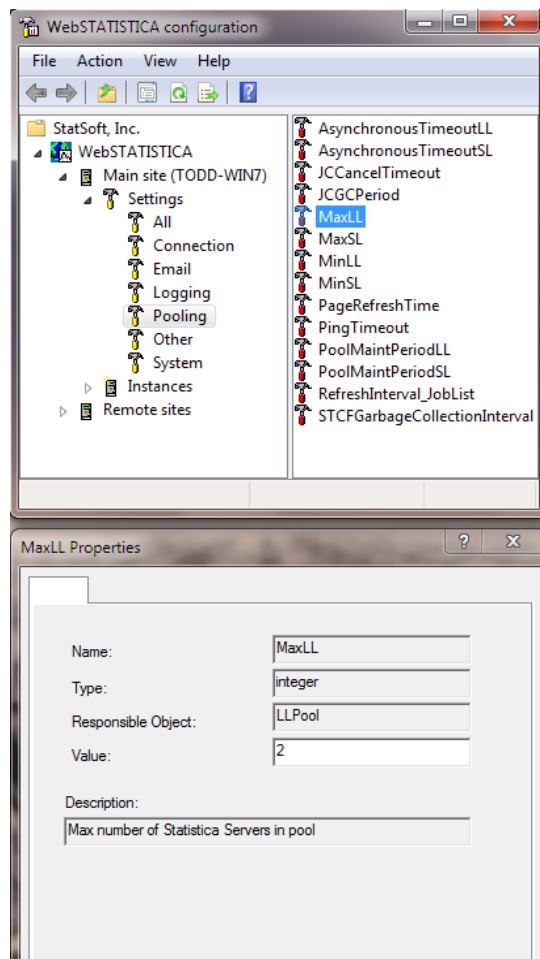 WebSTATISTICA configuration
File Action View Help
StatSoft, Inc.
WebSTATISTICA
Main site (TODD-WIN7)
Settings
All
Connection
Email
Logging
Pooling
Other
System
Instances
Remote sites
AsynchronousTimeoutLL
AsynchronousTimeoutSL
JCCancelTimeout
JCGCPeriod
MaxLL
MaxSL
MinLL
MinSL
PageRefreshTime
PingTimeout
PoolMaintPeriodLL
PoolMaintPeriodSL
RefreshInterval_JobList
STCFGarbageCollectionInterval
MaxLL Properties
Name: MaxLL
Type: integer
Responsible Object: LLPool
Value: 2
Description:
Max number of Statistica Servers in pool